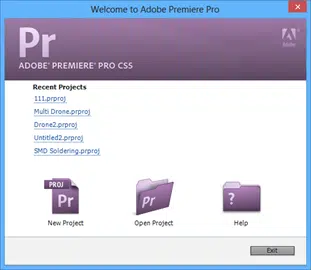 Welcome to Adobe Premiere Pro
Pr
Adobe
ADOBE® PREMIERE® PRO CS5
Recent Projects
111.prproj
Multi Drone.prproj
Drone2.prproj
Untitled2.prproj
SMD Soldering.prproj
PROJ
Pr
Pr
?
New Project
Open Project
Help
Exit